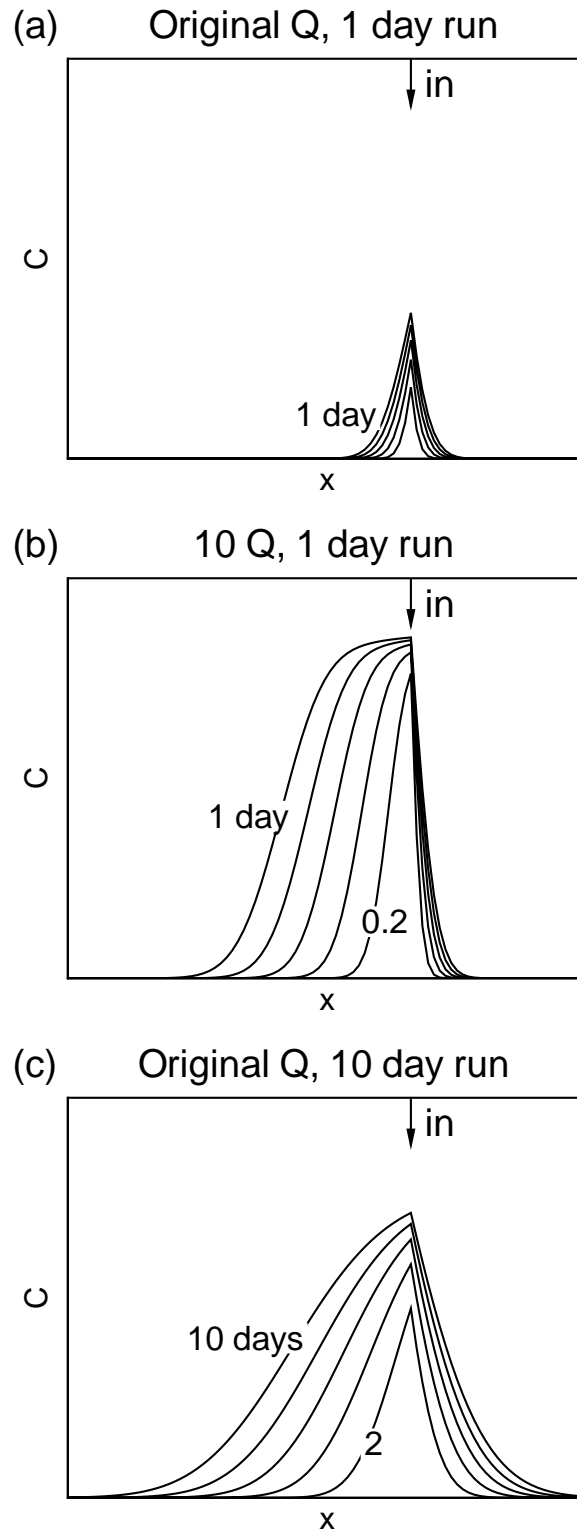 (a) Original Q, 1 day run
in
C
1 day
x
(b) 10 Q, 1 day run
in
C
1 day
0.2
x
(c) Original Q, 10 day run
in
C
10 days
2
x